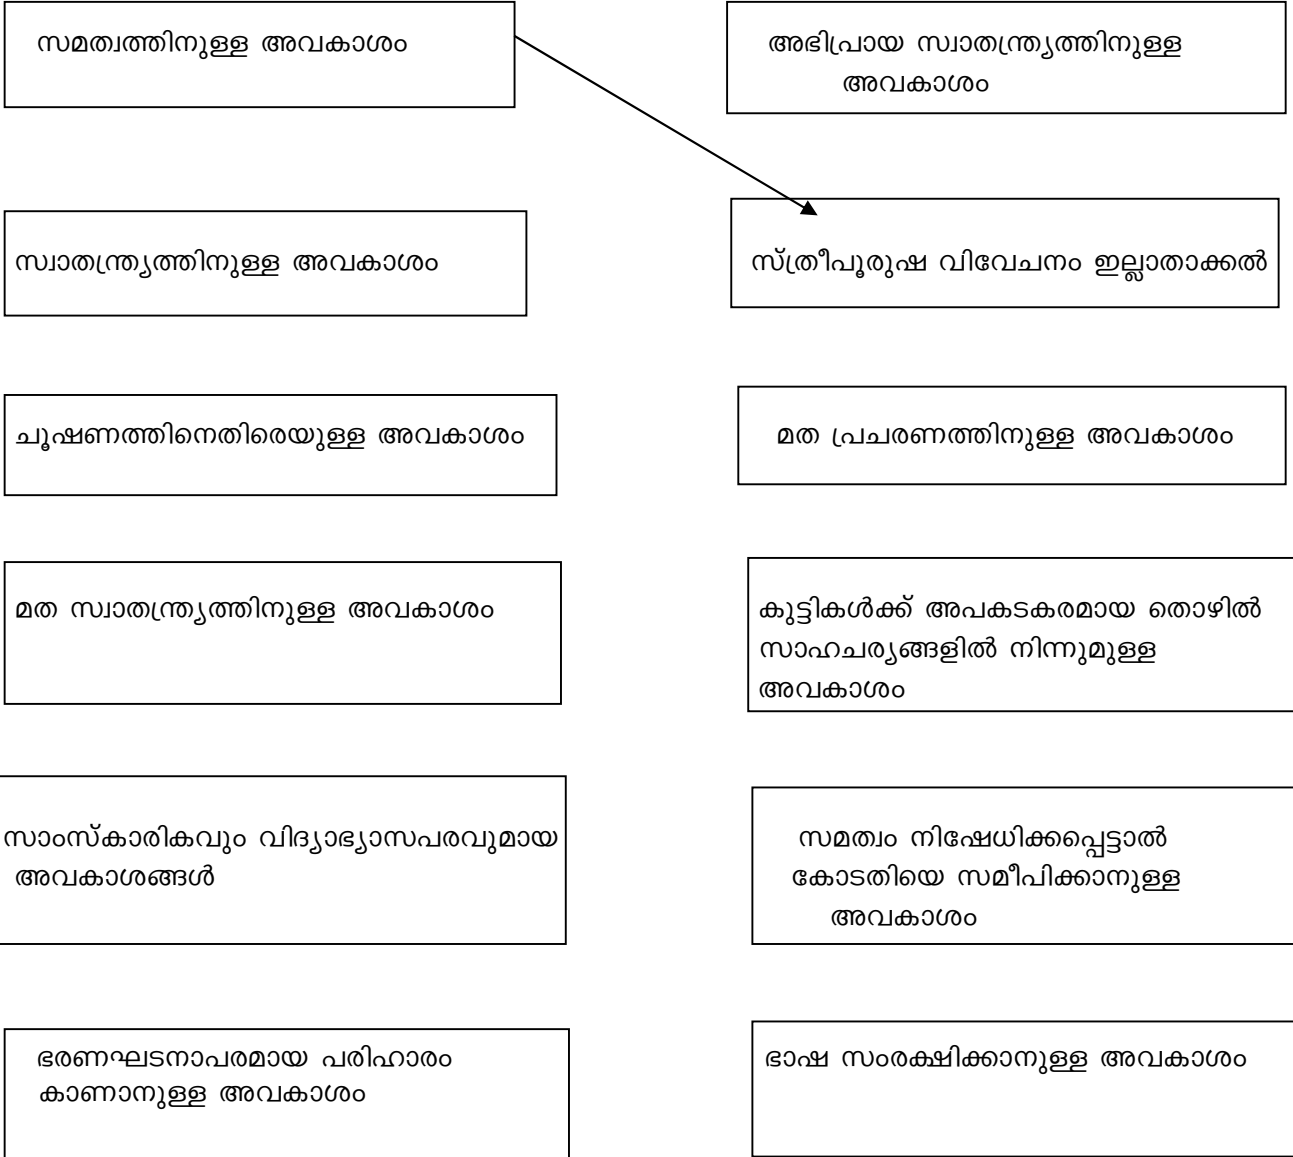 സമത്വത്തിനുള്ള അവകാശം
അഭിപ്രായ സ്വാതന്ത്ര്യത്തിനുള്ള
അവകാശം
സ്വാതന്ത്ര്യത്തിനുള്ള അവകാശം
സ്ത്രീപൂരുഷ വിവേചനം ഇല്ലാതാക്കൽ
ചൂഷണത്തിനെതിരെയുള്ള അവകാശം
മത പ്രചരണത്തിനുള്ള അവകാശം
മത സ്വാതന്ത്ര്യത്തിനുള്ള അവകാശം
കുട്ടികൾക്ക് അപകടകരമായ തൊഴിൽ
സാഹചര്യങ്ങളിൽ നിന്നുമുള്ള
അവകാശം
സാംസ്കാരികവും വിദ്യാഭ്യാസപരവുമായ
അവകാശങ്ങൾ
സമത്വം നിഷേധിക്കപ്പെട്ടാൽ
കോടതിയെ സമീപിക്കാനുള്ള
അവകാശം
ഭരണഘടനാപരമായ പരിഹാരം
കാണാനുള്ള അവകാശം
ഭാഷ സംരക്ഷിക്കാനുള്ള അവകാശം